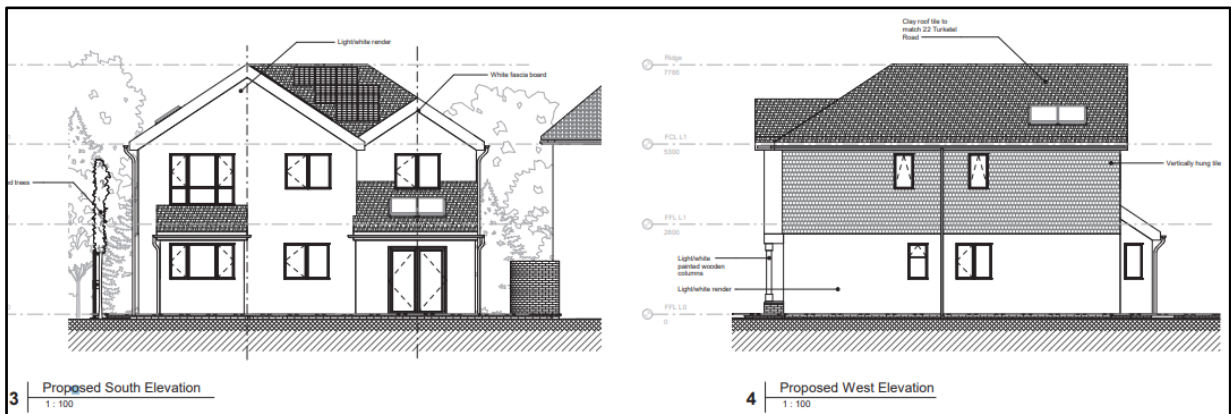 Light/white render
White fascia board
d trees
3
Proposed South Elevation
1 : 100
Clay roof tile to
match 22 Turketel
Road
Ridge
7786
FCL L1
5300
Vertically hung tile
FFL L1
2600
Light/white
painted wooden
columns
Light/white render
FFL L0
0
4
Proposed West Elevation
1 : 100